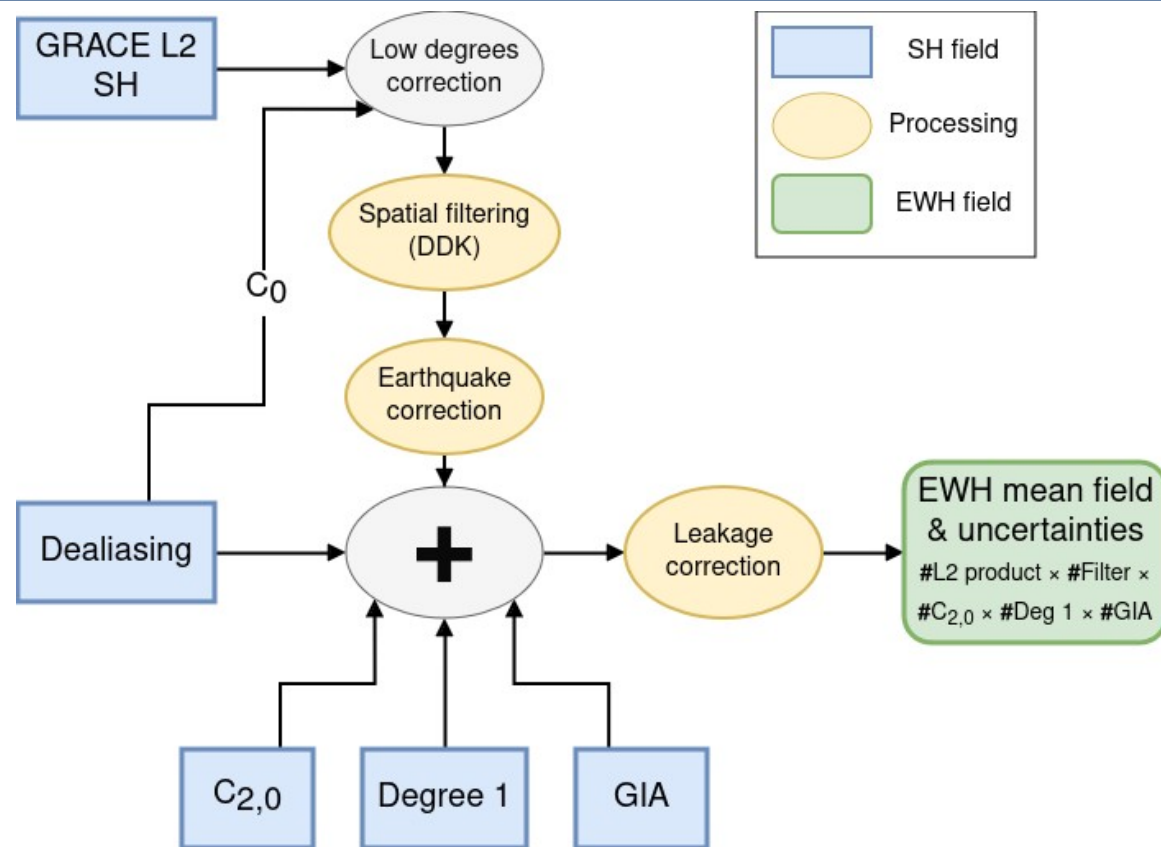 GRACE L2
SH
Low degrees
correction
SH field
Processing
EWH field
Spatial filtering
(DDK)
C0
Earthquake
correction
Dealiasing
+
Leakage
correction
EWH mean field
& uncertainties
#L2 product × #Filter ×
#C2,0 × #Deg 1 × #GIA
C2,0
Degree 1
GIA